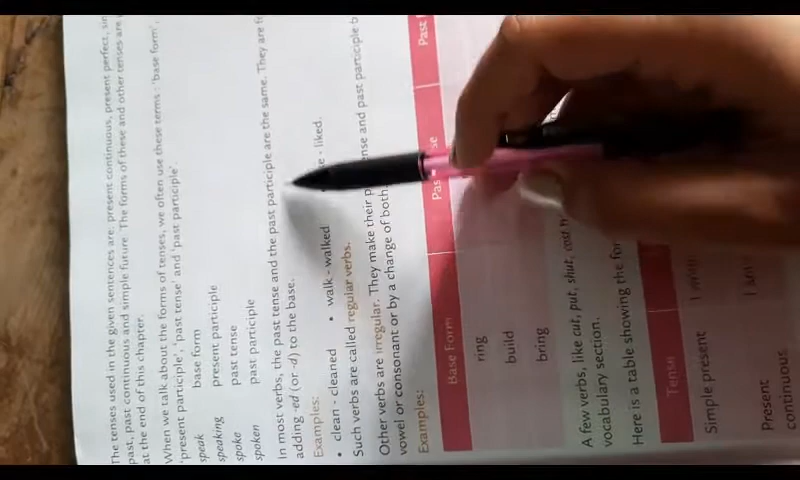 The tenses used in the given sentences are: present continuous, present perfect,
past, past continuous and simple future. The forms of these and other tenses are
at the end of this chapter.
When we talk about the forms of tenses, we often use these terms - 'base form',
'present participle', 'past tense' and 'past participle'.
speak base form
speaking present participle
spoke past tense
spoken past participle
In most verbs, the past tense and the past participle are the same. They are
adding -ed (or -d) to the base.
Examples:
• clean - cleaned • walk - walked - liked.
Such verbs are called regular verbs.
Other verbs are irregular. They make their tense and past participle
vowel or consonant or by a change of both.
Examples:
Base Form Past
ring
build
bring
A few verbs, like cut, put, shut, cost
vocabulary section.
Here is a table showing the
Tense
Simple present I
Present I
continuous